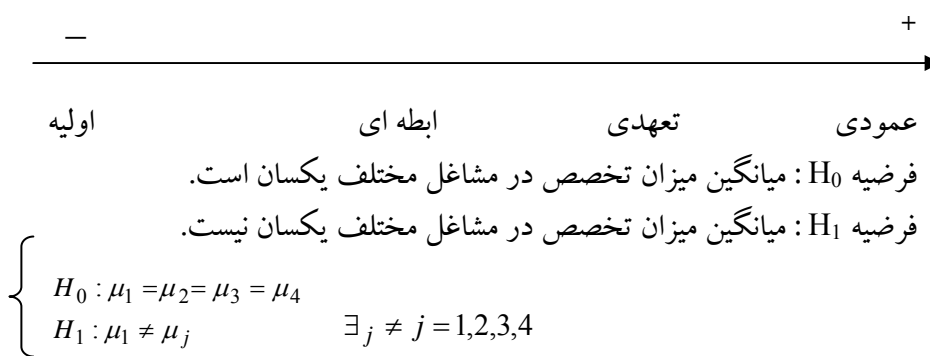 − +
عمودی تعهدی ابطه ای اولیه
فرضیه H₀ : میانگین میزان تخصص در مشاغل مختلف یکسان است.
فرضیه H₁ : میانگین میزان تخصص در مشاغل مختلف یکسان نیست.
H₀ : μ₁ = μ₂ = μ₃ = μ₄
H₁ : μ₁ ≠ μⱼ ∃ⱼ ≠ j = 1,2,3,4